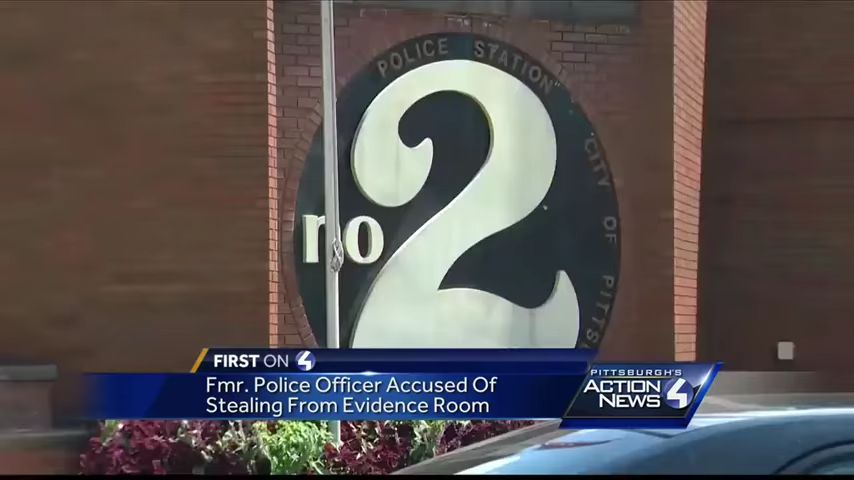 POLICE STATION CITY OF PITTS
no 2
FIRST ON 4
Fmr. Police Officer Accused Of
Stealing From Evidence Room
PITTSBURGH'S
ACTION
NEWS 4